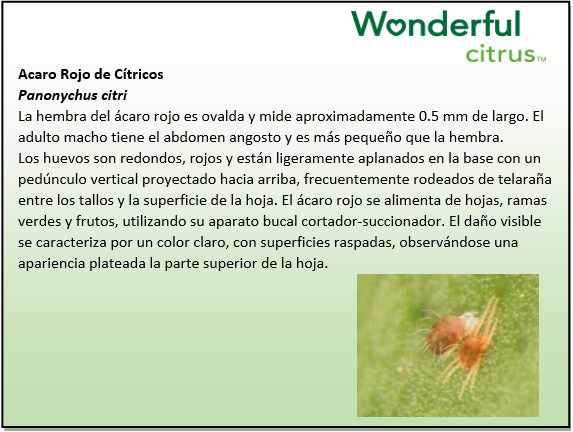 Wonderful
citrus™
Acaro Rojo de Cítricos
Panonychus citri
La hembra del ácaro rojo es ovalda y mide aproximadamente 0.5 mm de largo. El
adulto macho tiene el abdomen angosto y es más pequeño que la hembra.
Los huevos son redondos, rojos y están ligeramente aplanados en la base con un
pedúnculo vertical proyectado hacia arriba, frecuentemente rodeados de telaraña
entre los tallos y la superficie de la hoja. El ácaro rojo se alimenta de hojas, ramas
verdes y frutos, utilizando su aparato bucal cortador-succionador. El daño visible
se caracteriza por un color claro, con superficies raspadas, observándose una
apariencia plateada la parte superior de la hoja.